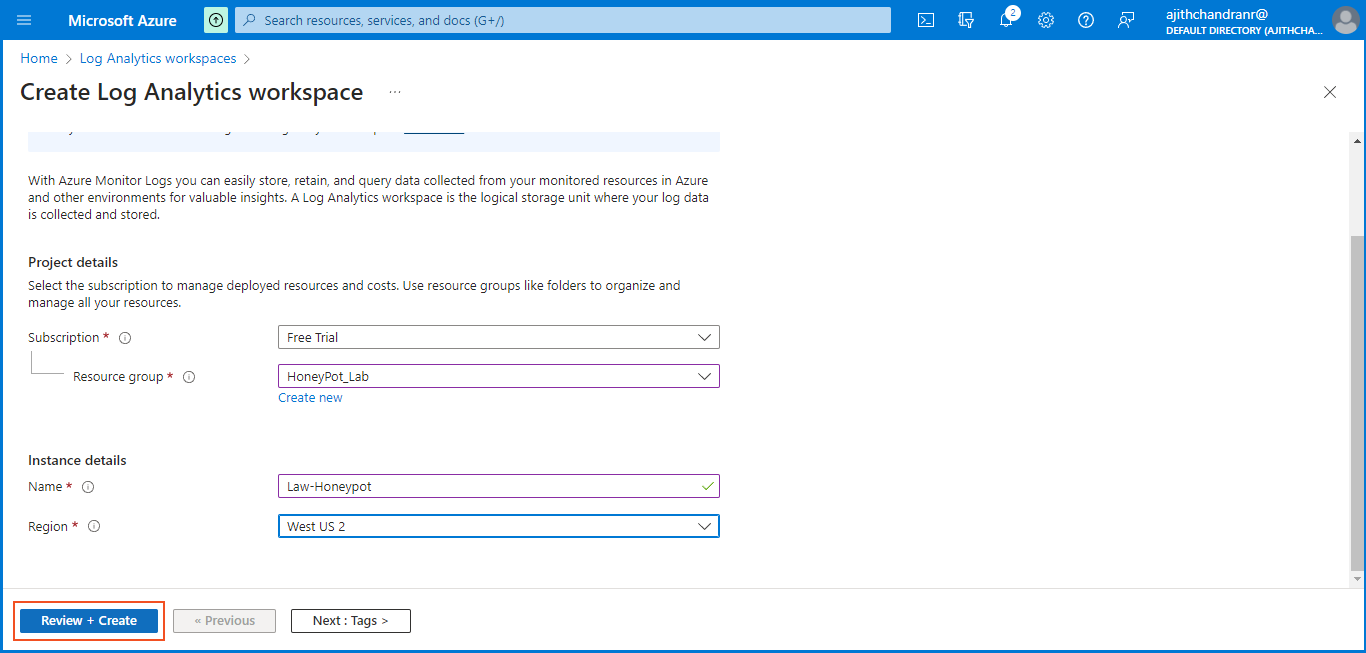 Microsoft Azure
Search resources, services, and docs (G+/)
2
ajithchandranr@
DEFAULT DIRECTORY (AJITHCHA...
Home > Log Analytics workspaces >
Create Log Analytics workspace ...
With Azure Monitor Logs you can easily store, retain, and query data collected from your monitored resources in Azure
and other environments for valuable insights. A Log Analytics workspace is the logical storage unit where your log data
is collected and stored.
Project details
Select the subscription to manage deployed resources and costs. Use resource groups like folders to organize and
manage all your resources.
Subscription *
Free Trial
Resource group *
HoneyPot_Lab
Create new
Instance details
Name *
Law-Honeypot
Region *
West US 2
Review + Create
« Previous
Next : Tags >